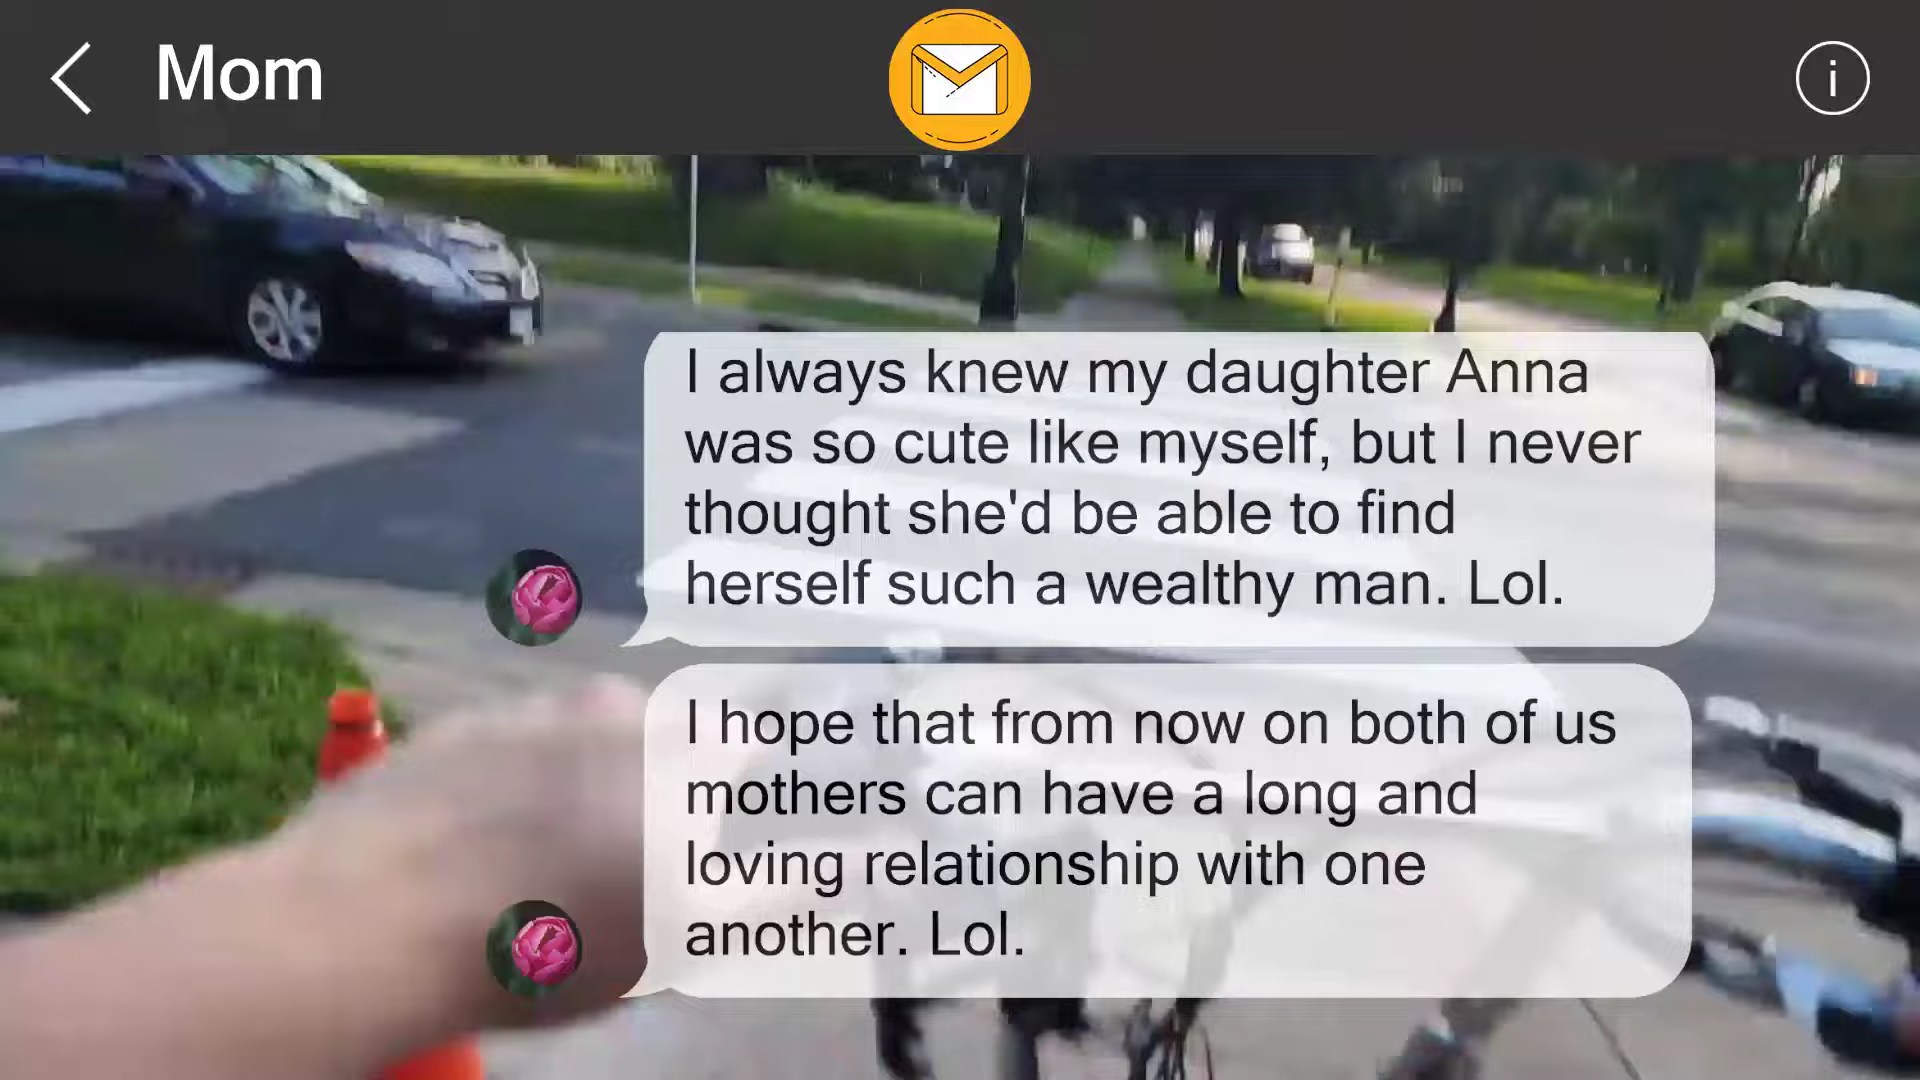 Mom
i
I always knew my daughter Anna
was so cute like myself, but I never
thought she'd be able to find
herself such a wealthy man. Lol.
I hope that from now on both of us
mothers can have a long and
loving relationship with one
another. Lol.